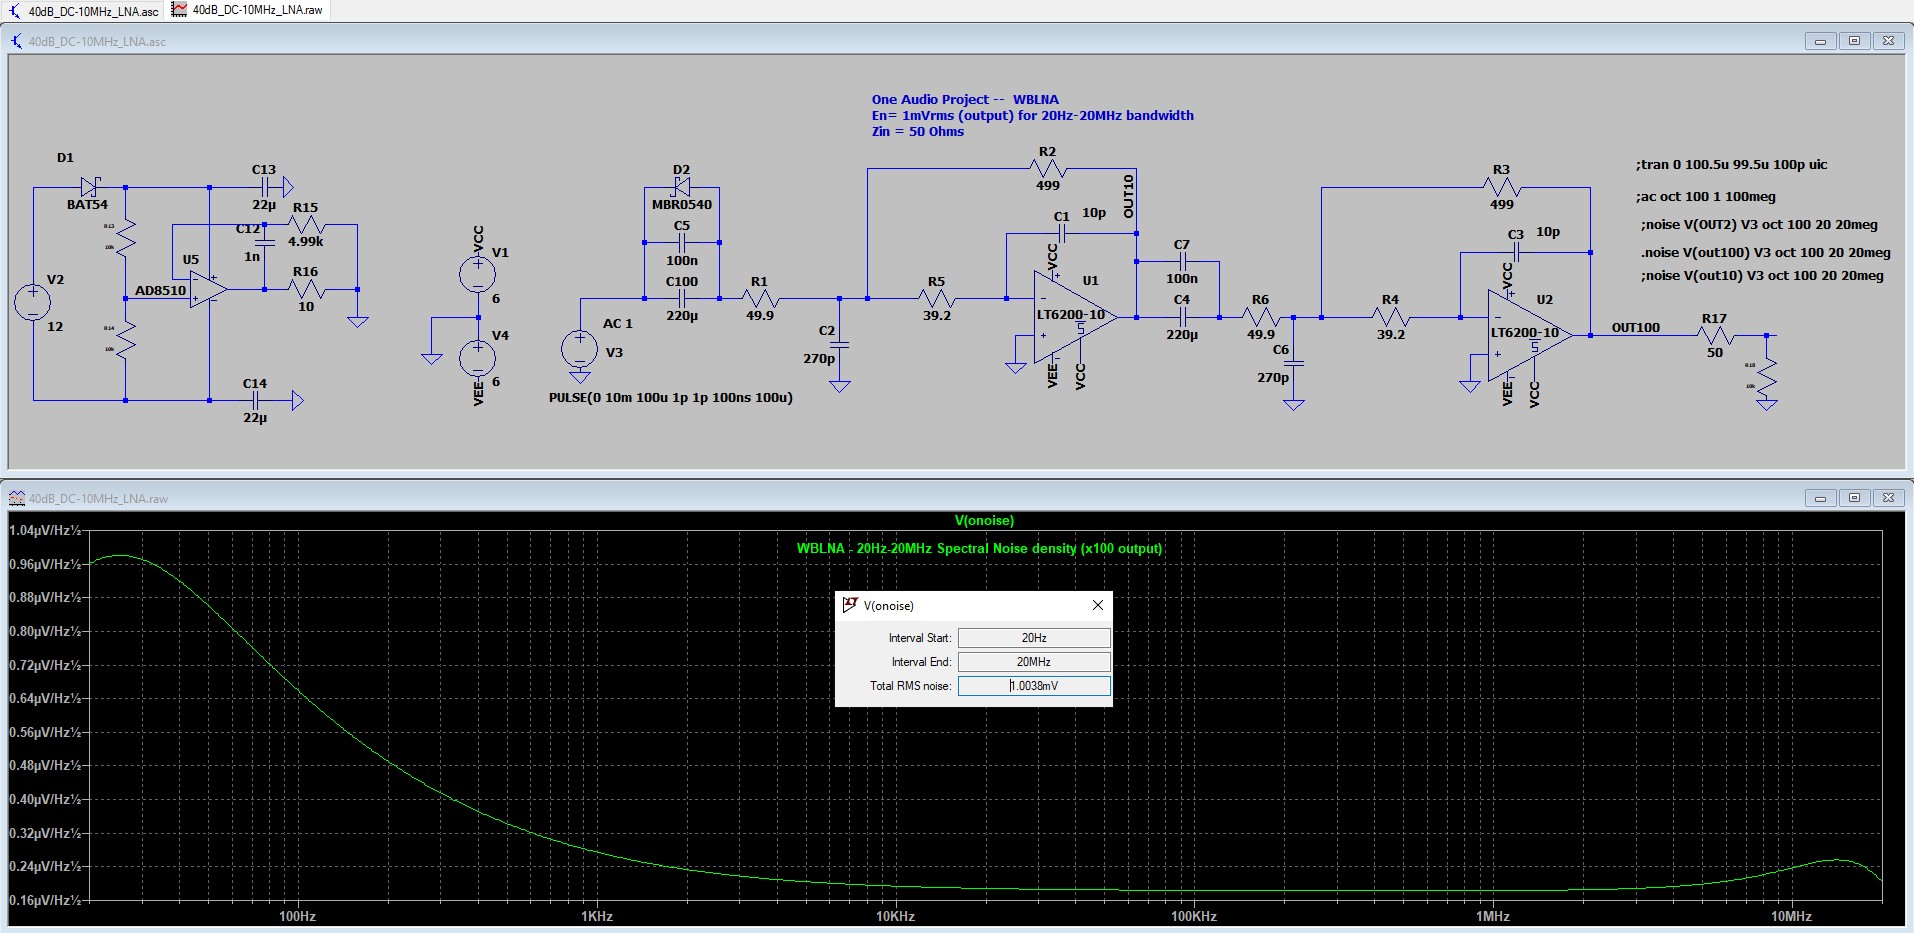 40dB_DC-10MHz_LNA.asc
40dB_DC-10MHz_LNA.raw
40dB_DC-10MHz_LNA.asc
One Audio Project -- WBLNA
En= 1mVrms (output) for 20Hz-20MHz bandwidth
Zin = 50 Ohms
D1
BAT54
C13
22µ
R13
10k
C12
1n
R15
4.99k
U5
AD8510
R16
10
V2
12
R14
10k
C14
22µ
VCC
V1
6
V4
6
VEE
AC 1
V3
PULSE(0 10m 100u 1p 1p 100ns 100u)
D2
MBR0540
C5
100n
C100
220µ
R1
49.9
C2
270p
R2
499
R5
39.2
C1
10p
OUT10
VCC
U1
LT6200-10
VEE
VCC
C7
100n
C4
220µ
R6
49.9
C6
270p
R3
499
R4
39.2
C3
10p
VCC
U2
LT6200-10
VEE
VCC
OUT100
R17
50
R18
10k
;tran 0 100.5u 99.5u 100p uic
;ac oct 100 1 100meg
;noise V(OUT2) V3 oct 100 20 20meg
.noise V(out100) V3 oct 100 20 20meg
;noise V(out10) V3 oct 100 20 20meg
40dB_DC-10MHz_LNA.raw
V(onoise)
WBLNA - 20Hz-20MHz Spectral Noise density (x100 output)
1.04µV/Hz½
0.96µV/Hz½
0.88µV/Hz½
0.80µV/Hz½
0.72µV/Hz½
0.64µV/Hz½
0.56µV/Hz½
0.48µV/Hz½
0.40µV/Hz½
0.32µV/Hz½
0.24µV/Hz½
0.16µV/Hz½
V(onoise)
Interval Start: 20Hz
Interval End: 20MHz
Total RMS noise: 1.0038mV
100Hz 1KHz 10KHz 100KHz 1MHz 10MHz